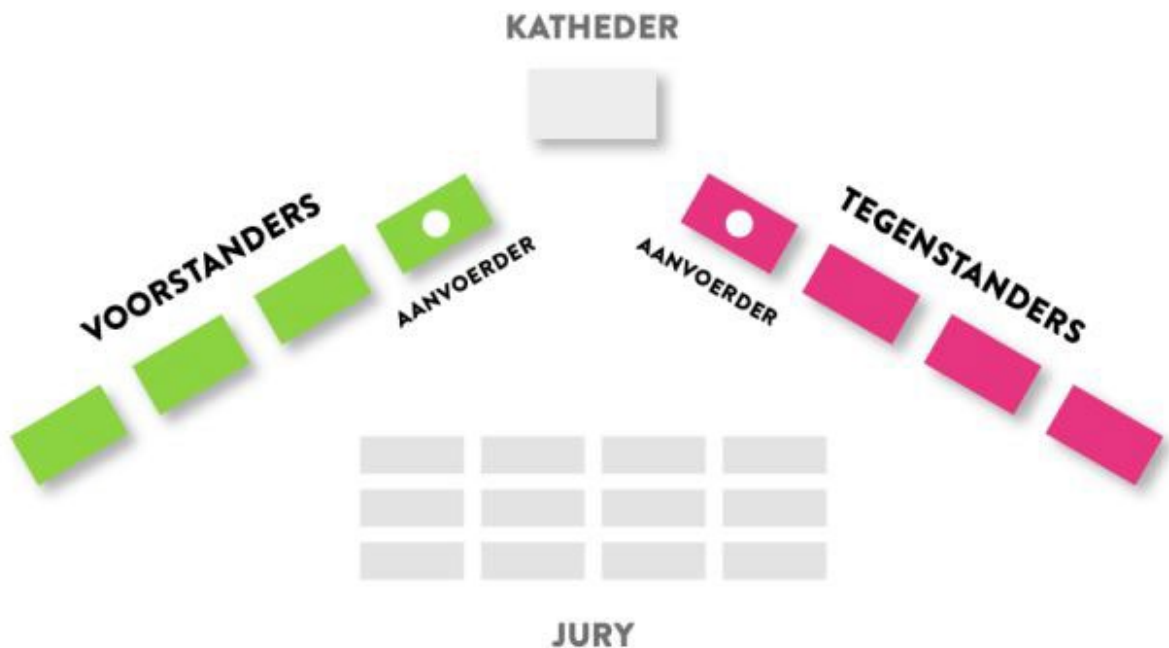 KATHEDER
VOORSTANDERS
AANVOERDER
AANVOERDER
TEGENSTANDERS
JURY